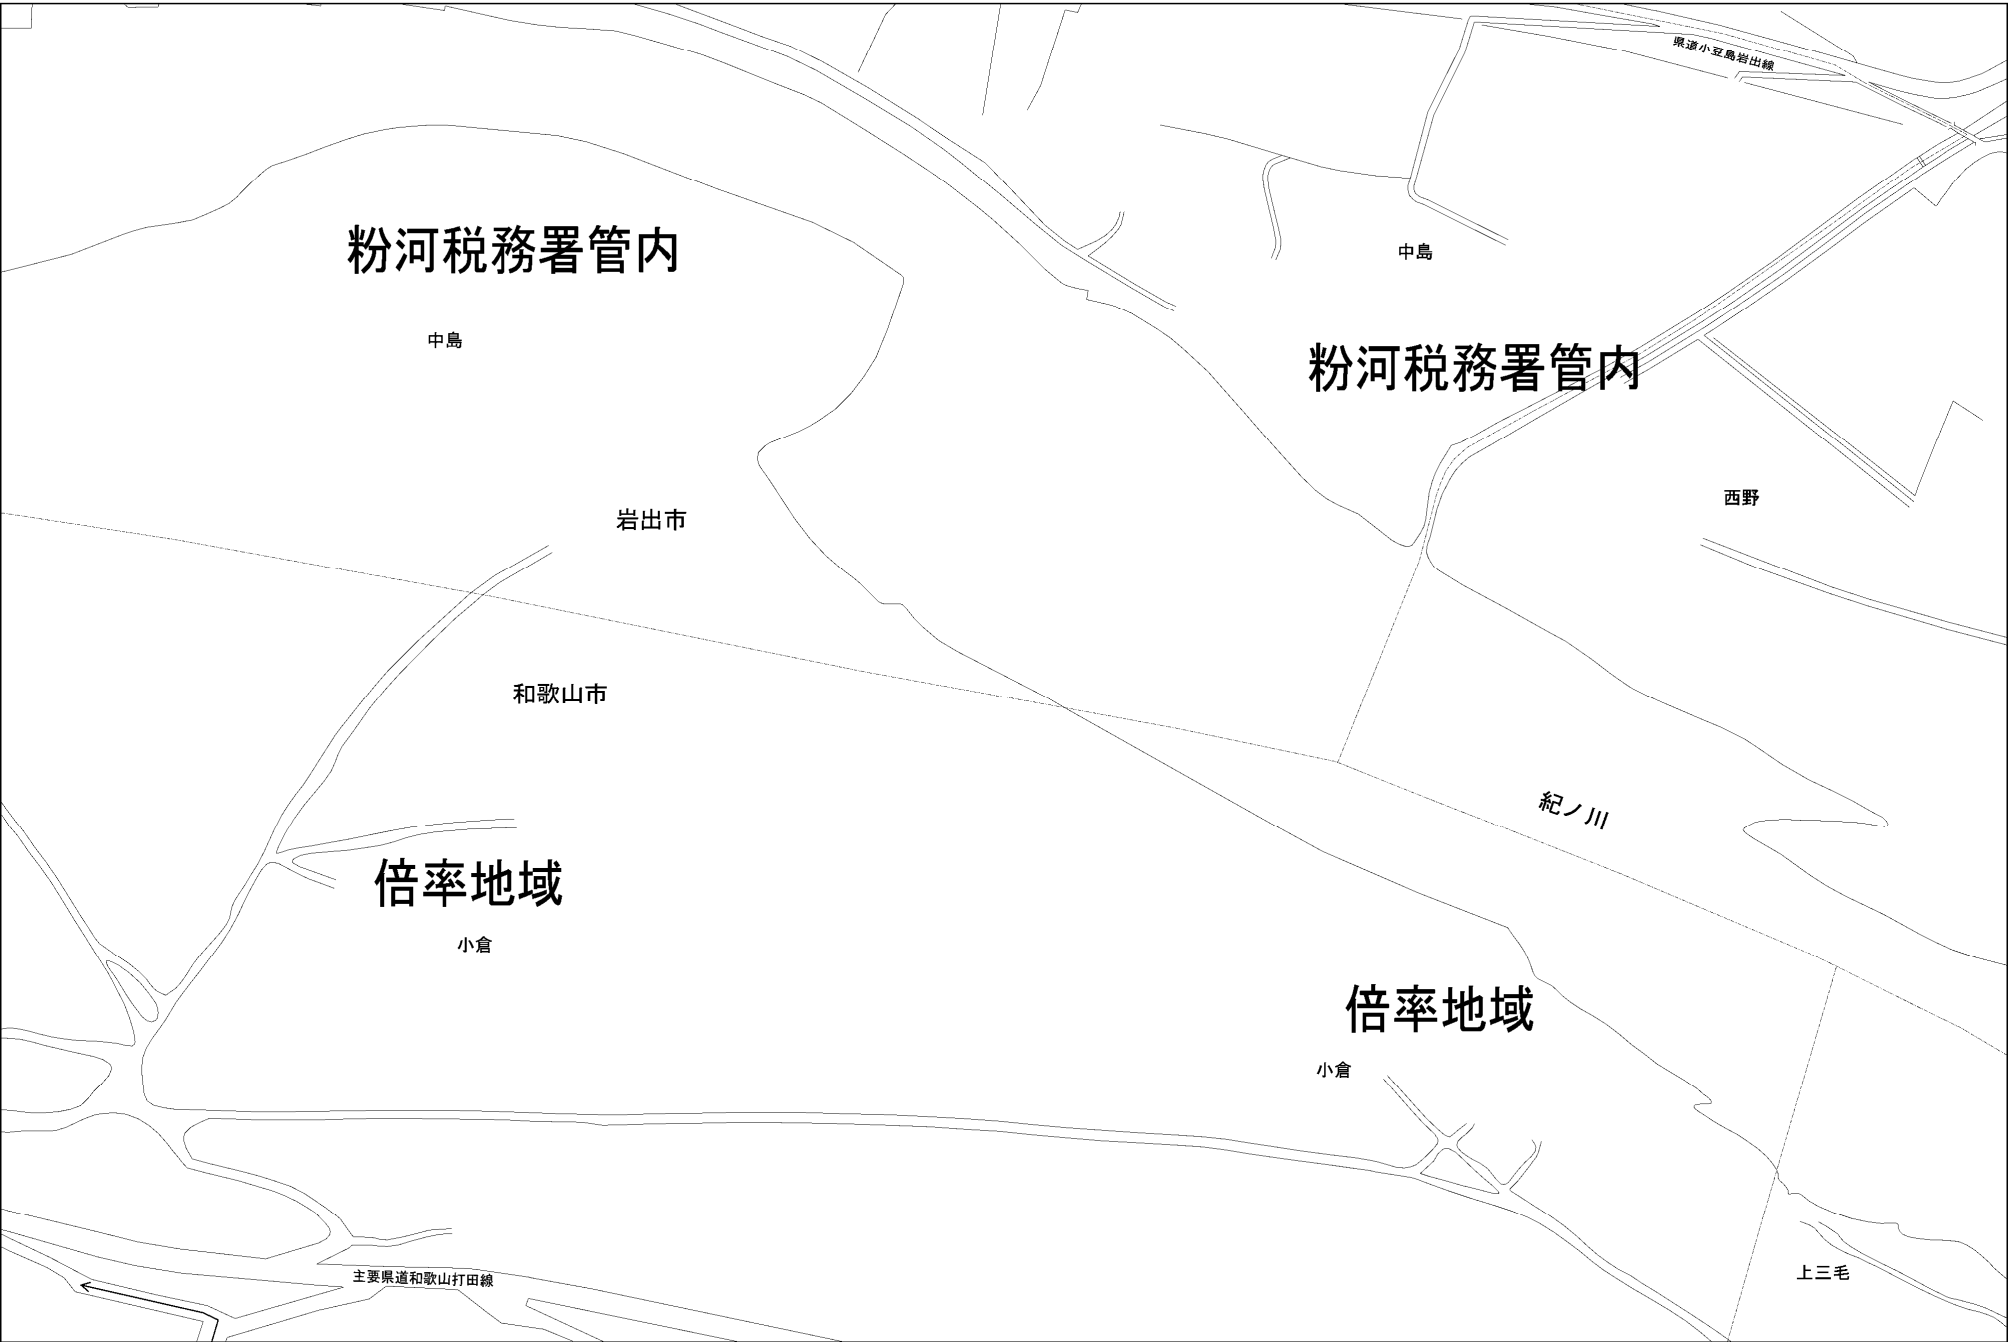 県道小豆島岩出線
粉河税務署管内
中島
中島
粉河税務署管内
西野
岩出市
和歌山市
紀ノ川
倍率地域
小倉
倍率地域
小倉
主要県道和歌山打田線
上三毛